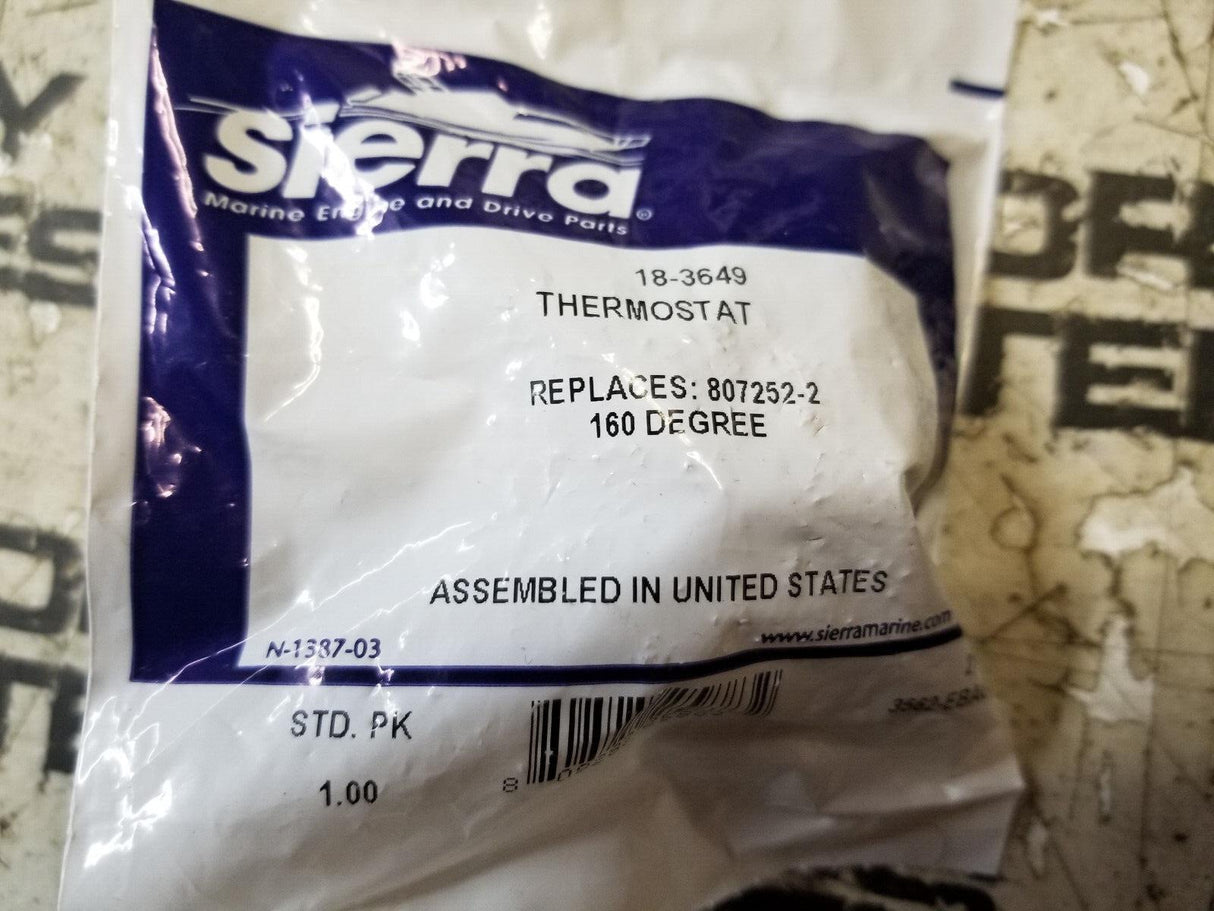 sierra
Marine Engine and Drive Parts®
18-3649
THERMOSTAT
REPLACES: 807252-2
160 DEGREE
ASSEMBLED IN UNITED STATES
N-1387-03
www.sierramarine.com
STD. PK
1.00
8